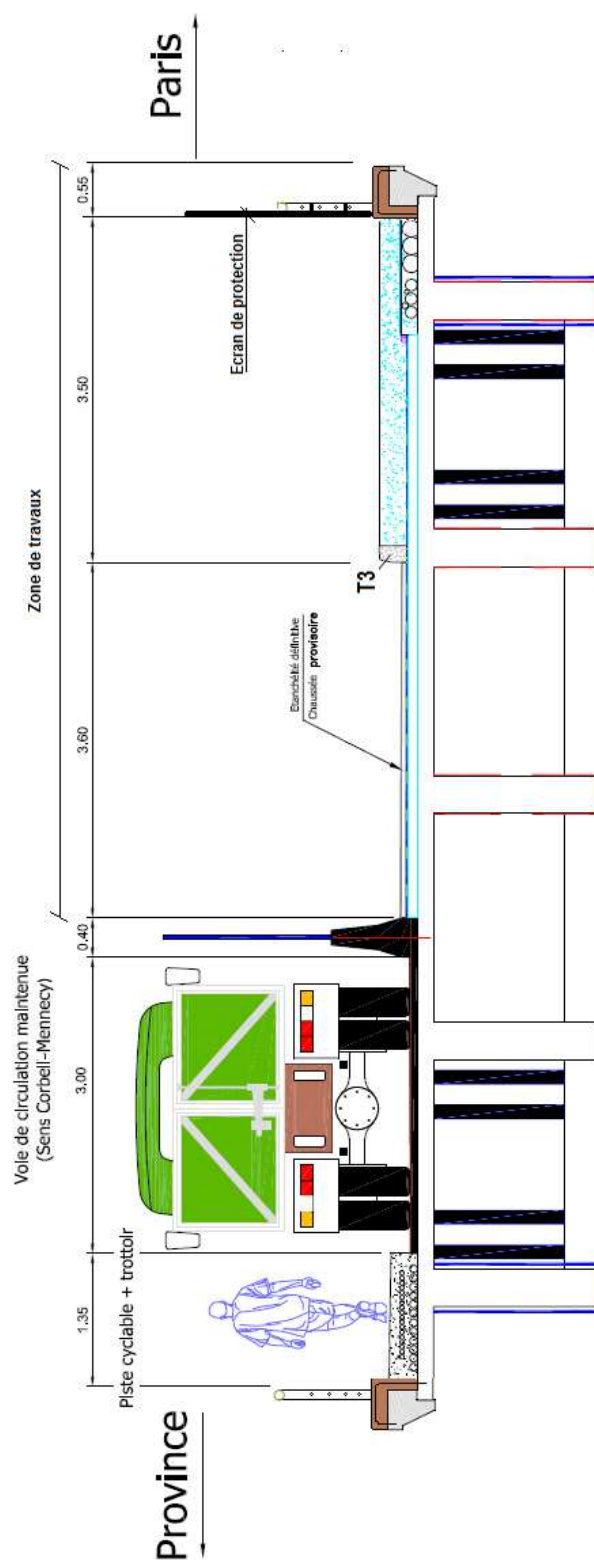 Province
Paris
Voie de circulation maintenue
(Sens Corbeil-Mennecy)
Zone de travaux
Piste cyclable + trottoir
1.35
3.00
0.40
3.60
3.50
0.55
Ecran de protection
Etanchéité définitive
Chaussée provisoire
T3